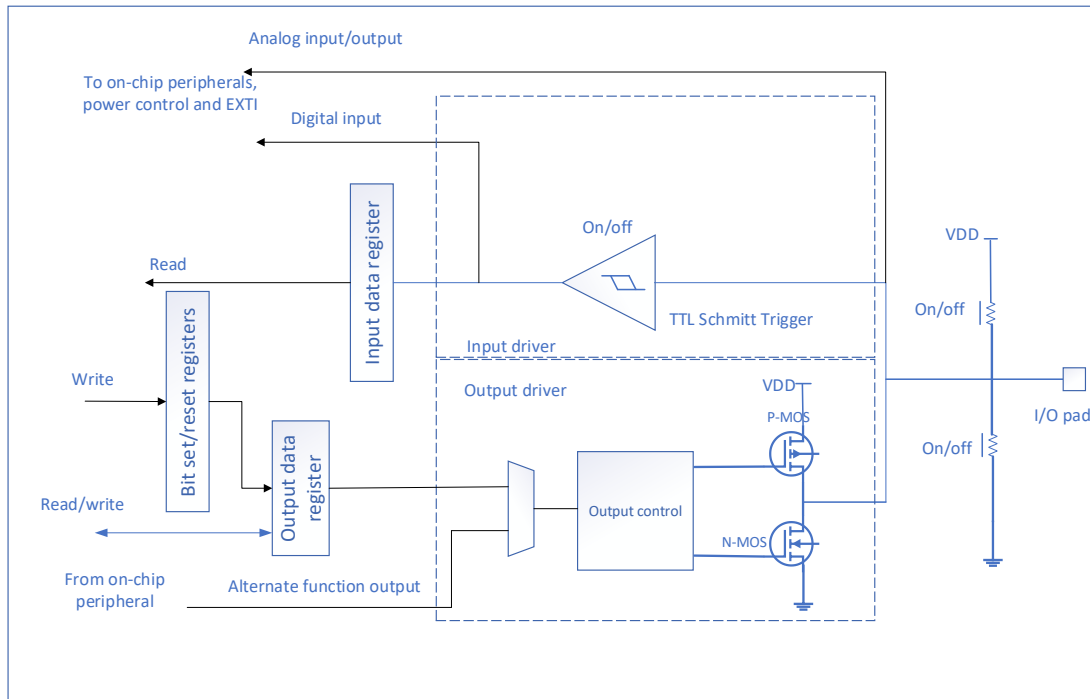 Analog input/output
To on-chip peripherals,
power control and EXTI
Digital input
On/off
Input data register
VDD
Read
On/off
TTL Schmitt Trigger
Input driver
Bit set/reset registers
Write
Output driver
VDD
P-MOS
I/O pad
On/off
Output data
register
Read/write
Output control
N-MOS
From on-chip
peripheral
Alternate function output